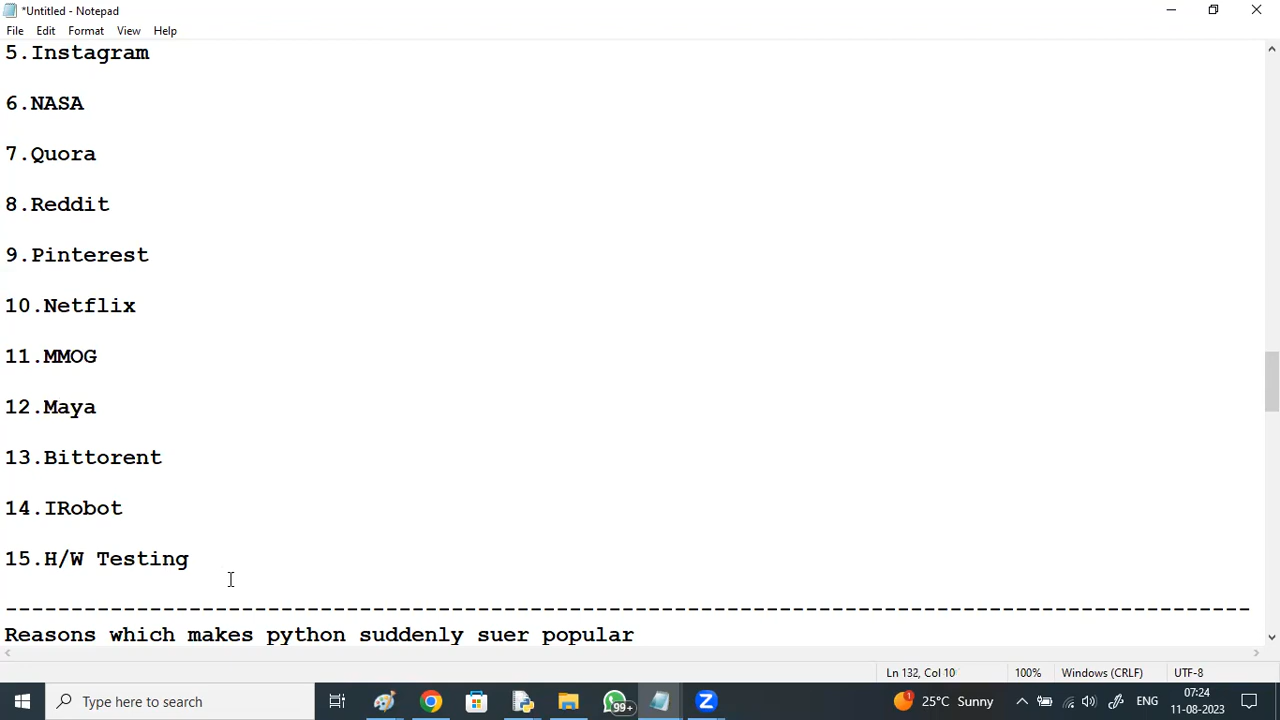 *Untitled - Notepad
File Edit Format View Help
5.Instagram
6.NASA
7.Quora
8.Reddit
9.Pinterest
10.Netflix
11.MMOG
12.Maya
13.Bittorent
14.IRobot
15.H/W Testing
-----------------------------------------------------------------------------------------------
Reasons which makes python suddenly suer popular
Ln 132, Col 10 100% Windows (CRLF) UTF-8
Type here to search 99+ 1 25°C Sunny ENG 07:24
11-08-2023